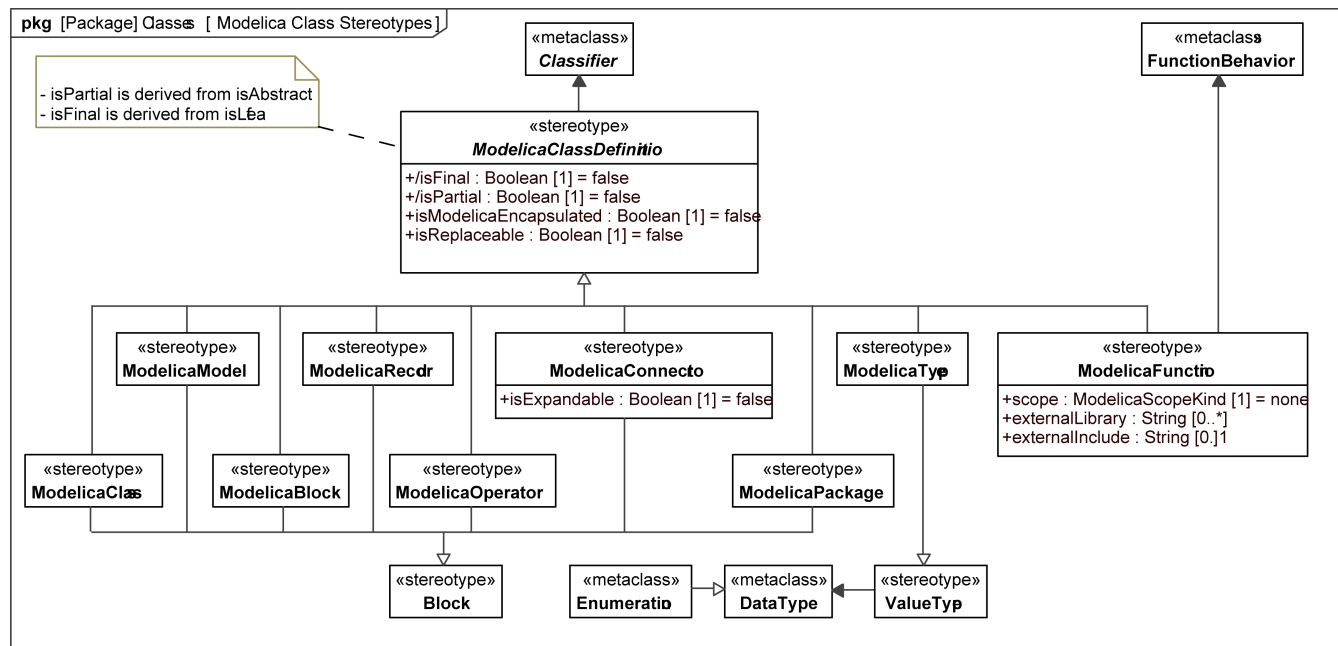 pkg [Package] Classes [ Modelica Class Stereotypes]
«metaclass»
Classifier
«metaclass»
FunctionBehavior
- isPartial is derived from isAbstract
- isFinal is derived from isLeaf
«stereotype»
ModelicaClassDefinition
+/isFinal : Boolean [1] = false
+/isPartial : Boolean [1] = false
+isModelicaEncapsulated : Boolean [1] = false
+isReplaceable : Boolean [1] = false
«stereotype»
ModelicaModel
«stereotype»
ModelicaRecord
«stereotype»
ModelicaConnector
+isExpandable : Boolean [1] = false
«stereotype»
ModelicaType
«stereotype»
ModelicaFunction
+scope : ModelicaScopeKind [1] = none
+externalLibrary : String [0..*]
+externalInclude : String [0..1]
«stereotype»
ModelicaClass
«stereotype»
ModelicaBlock
«stereotype»
ModelicaOperator
«stereotype»
ModelicaPackage
«stereotype»
Block
«metaclass»
Enumeration
«metaclass»
DataType
«stereotype»
ValueType